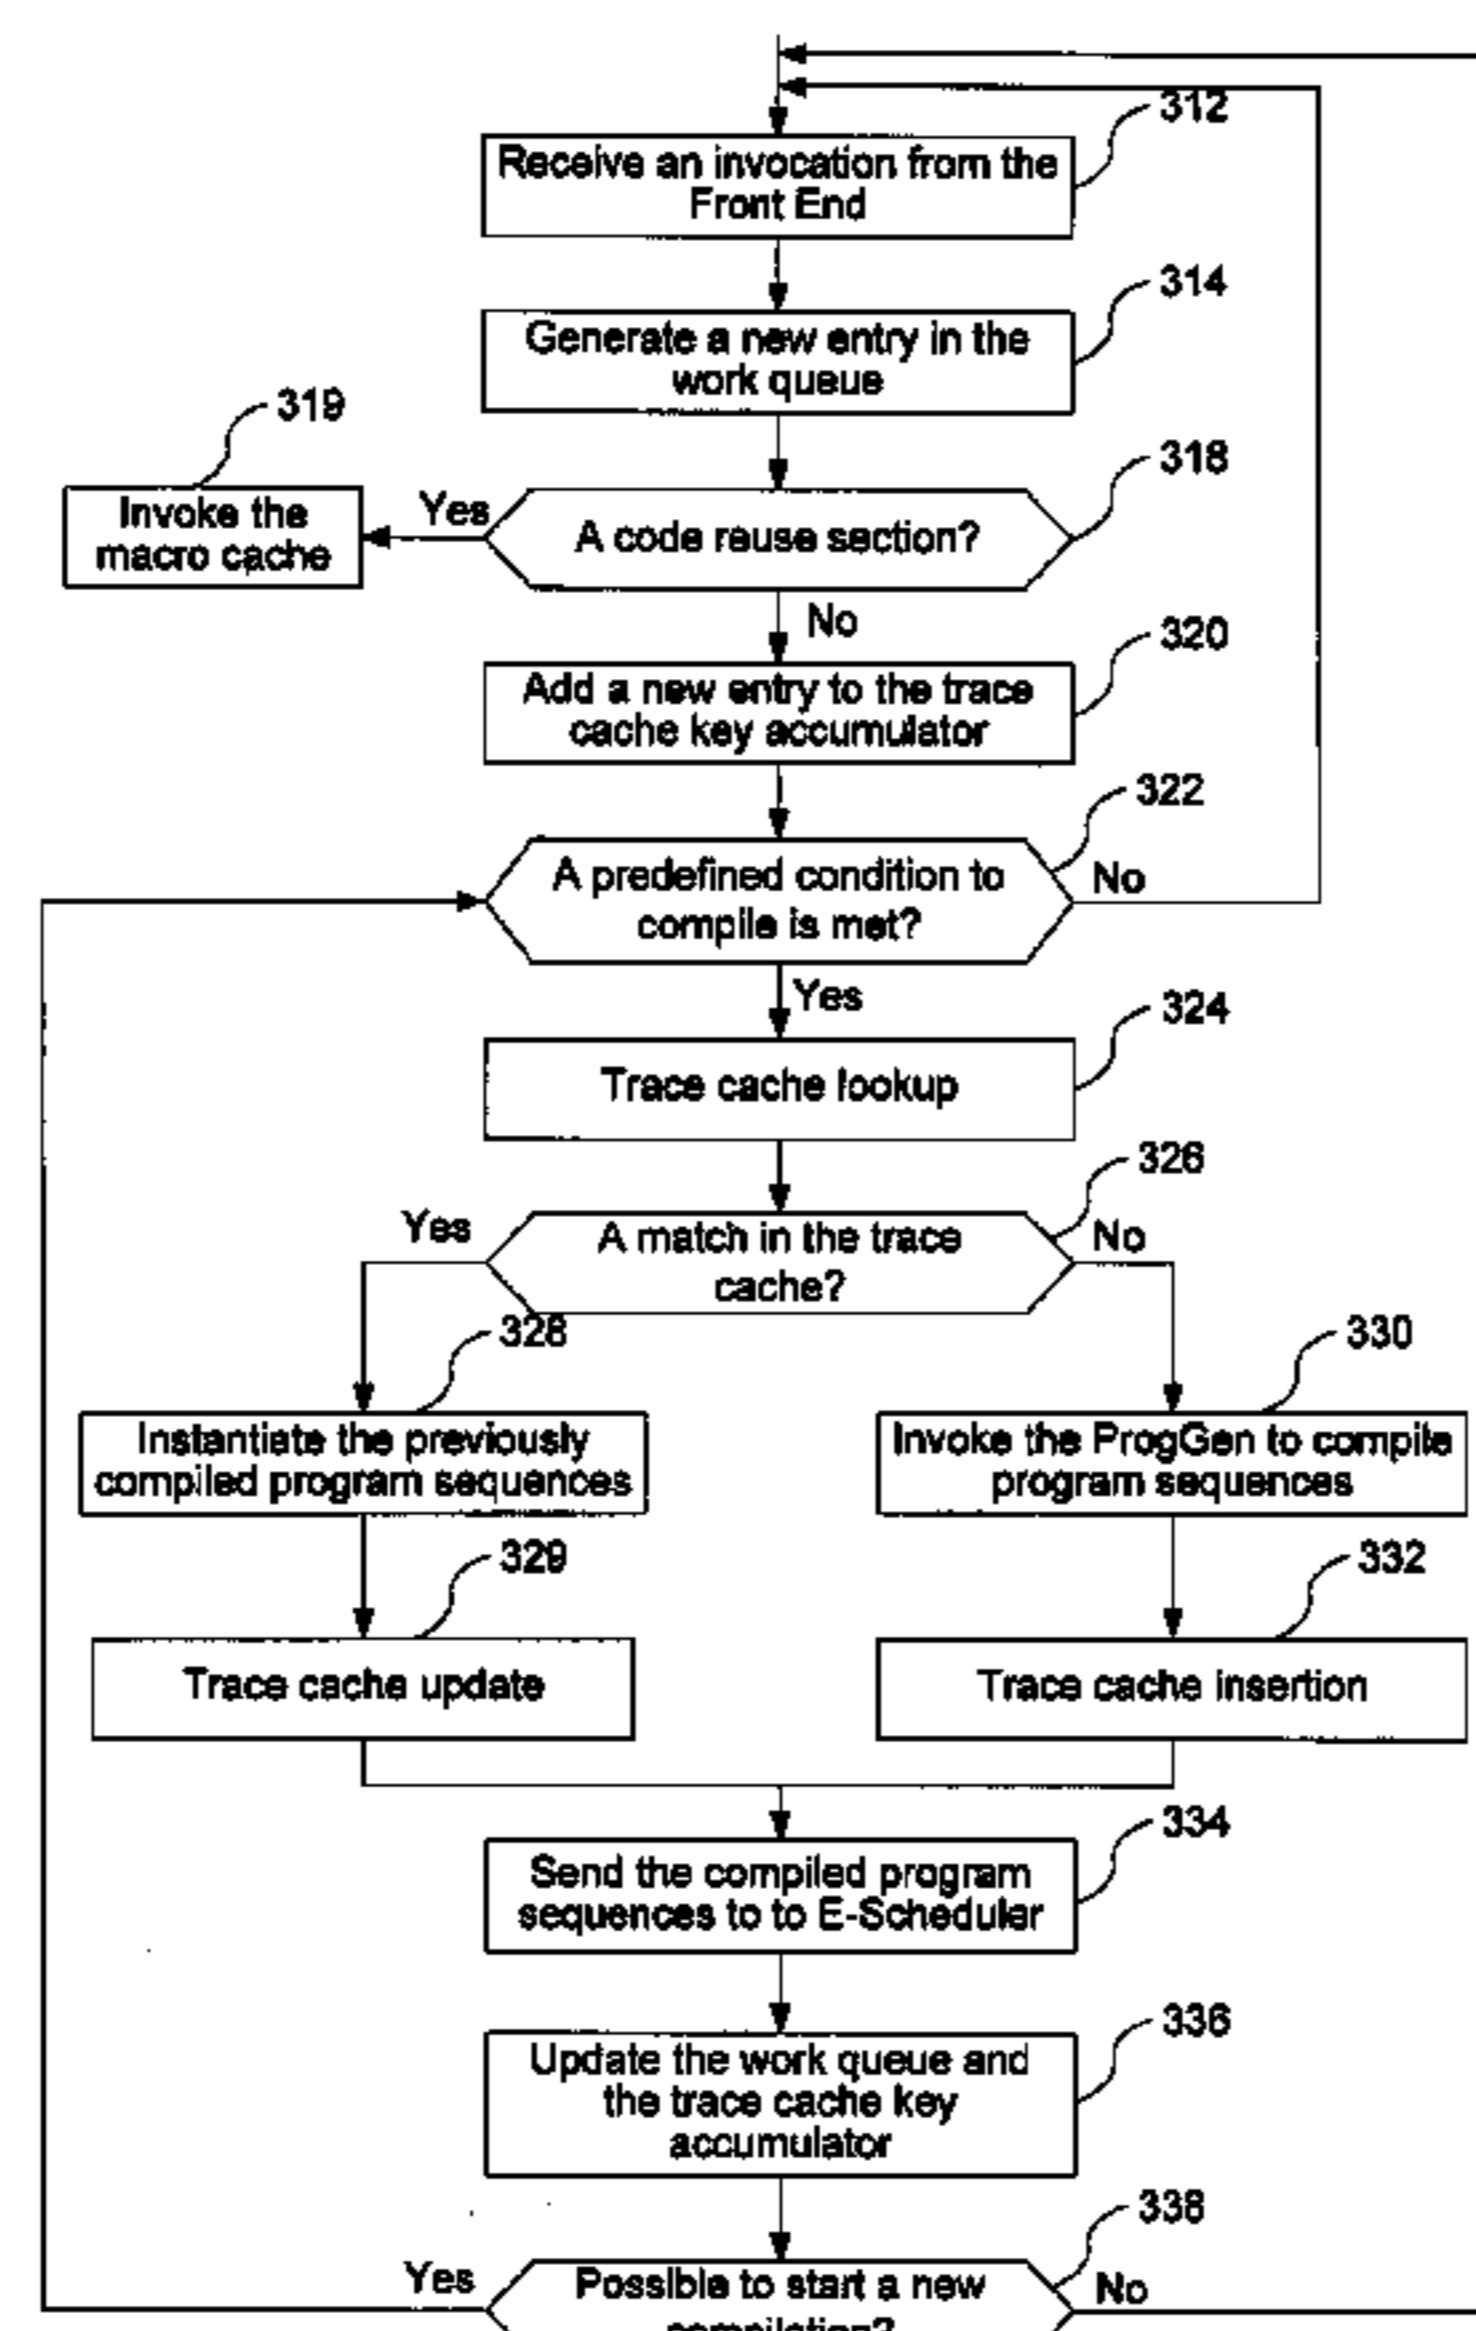 312
Receive an invocation from the
Front End
314
Generate a new entry in the
work queue
319
Invoke the
macro cache
Yes
318
A code reuse section?
No
320
Add a new entry to the trace
cache key accumulator
322
A predefined condition to
compile is met?
No
Yes
324
Trace cache lookup
326
Yes
A match in the trace
cache?
No
328
Instantiate the previously
compiled program sequences
330
Invoke the ProgGen to compile
program sequences
329
Trace cache update
332
Trace cache insertion
334
Send the compiled program
sequences to to E-Scheduler
336
Update the work queue and
the trace cache key
accumulator
338
Yes
Possible to start a new
compilation?
No